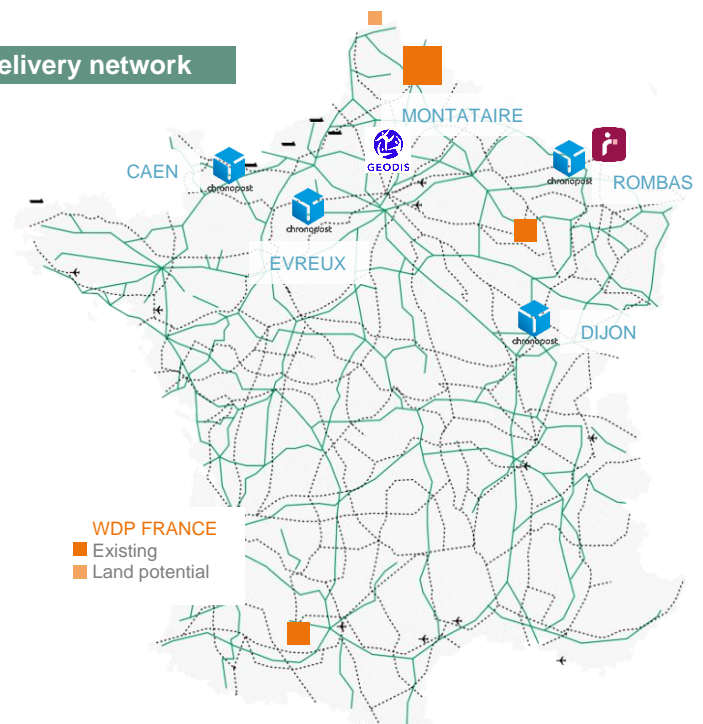 elivery network
MONTATAIRE
GEODIS
CAEN
chronopost
chronopost
ROMBAS
chronopost
EVREUX
chronopost
DIJON
WDP FRANCE
Existing
Land potential